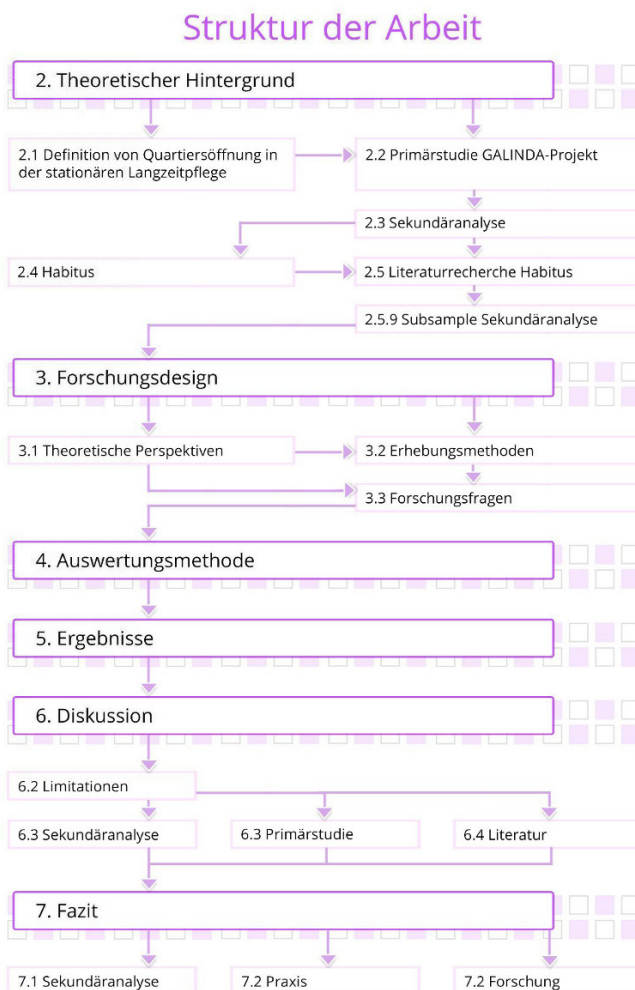 Struktur der Arbeit
2. Theoretischer Hintergrund
2.1 Definition von Quartiersöffnung in
der stationären Langzeitpflege
2.2 Primärstudie GALINDA-Projekt
2.3 Sekundäranalyse
2.4 Habitus
2.5 Literaturrecherche Habitus
2.5.9 Subsample Sekundäranalyse
3. Forschungsdesign
3.1 Theoretische Perspektiven
3.2 Erhebungsmethoden
3.3 Forschungsfragen
4. Auswertungsmethode
5. Ergebnisse
6. Diskussion
6.2 Limitationen
6.3 Sekundäranalyse
6.3 Primärstudie
6.4 Literatur
7. Fazit
7.1 Sekundäranalyse
7.2 Praxis
7.2 Forschung